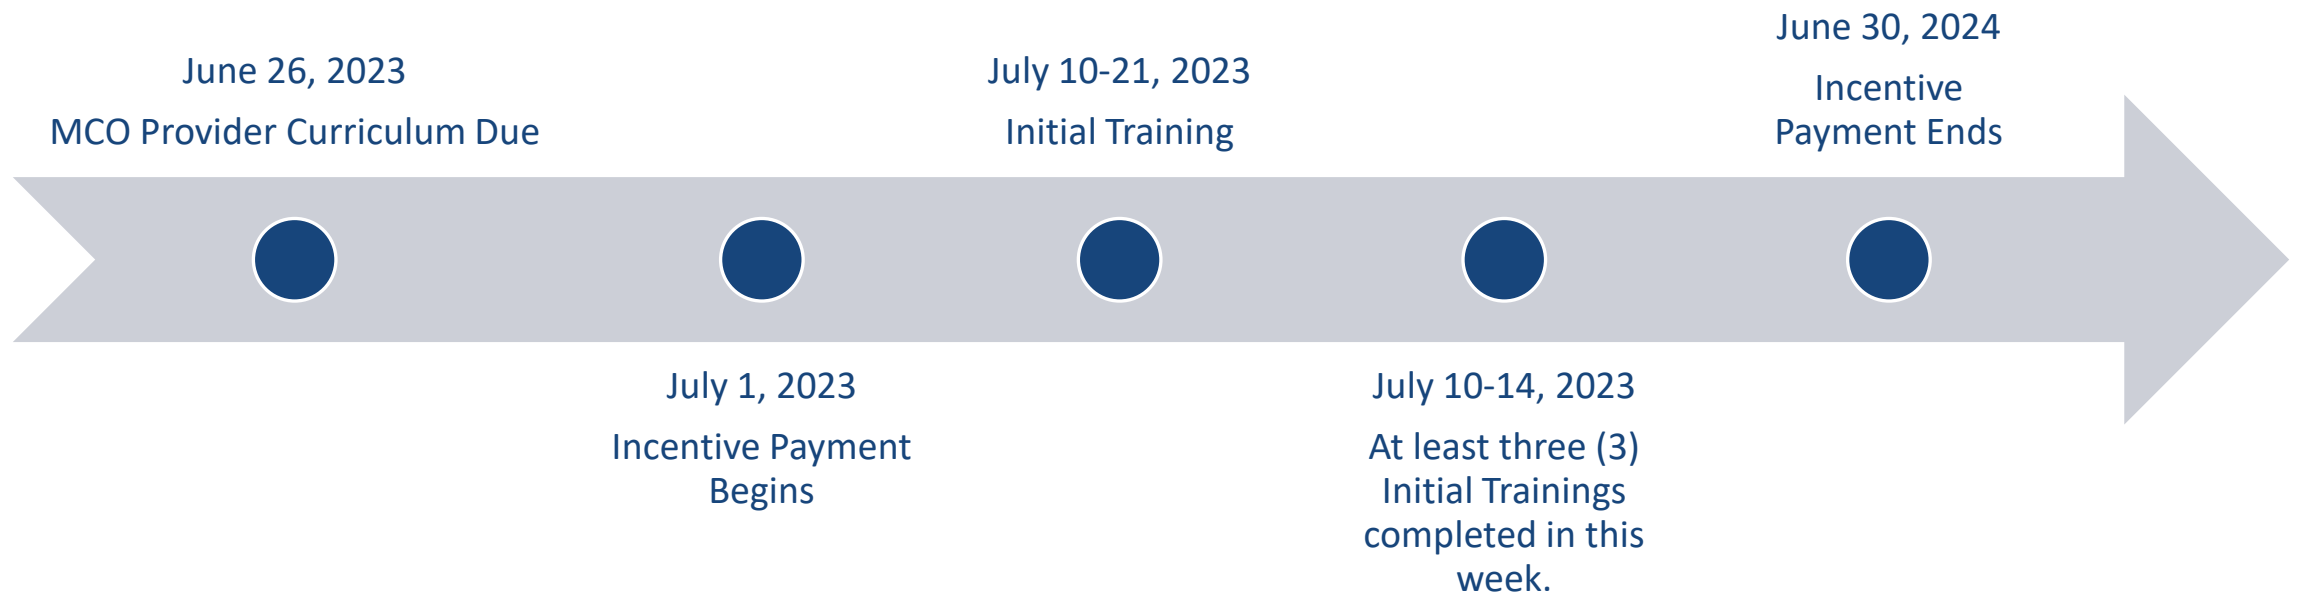 June 26, 2023
MCO Provider Curriculum Due
July 1, 2023
Incentive Payment
Begins
July 10-21, 2023
Initial Training
July 10-14, 2023
At least three (3)
Initial Trainings
completed in this
week.
June 30, 2024
Incentive
Payment Ends